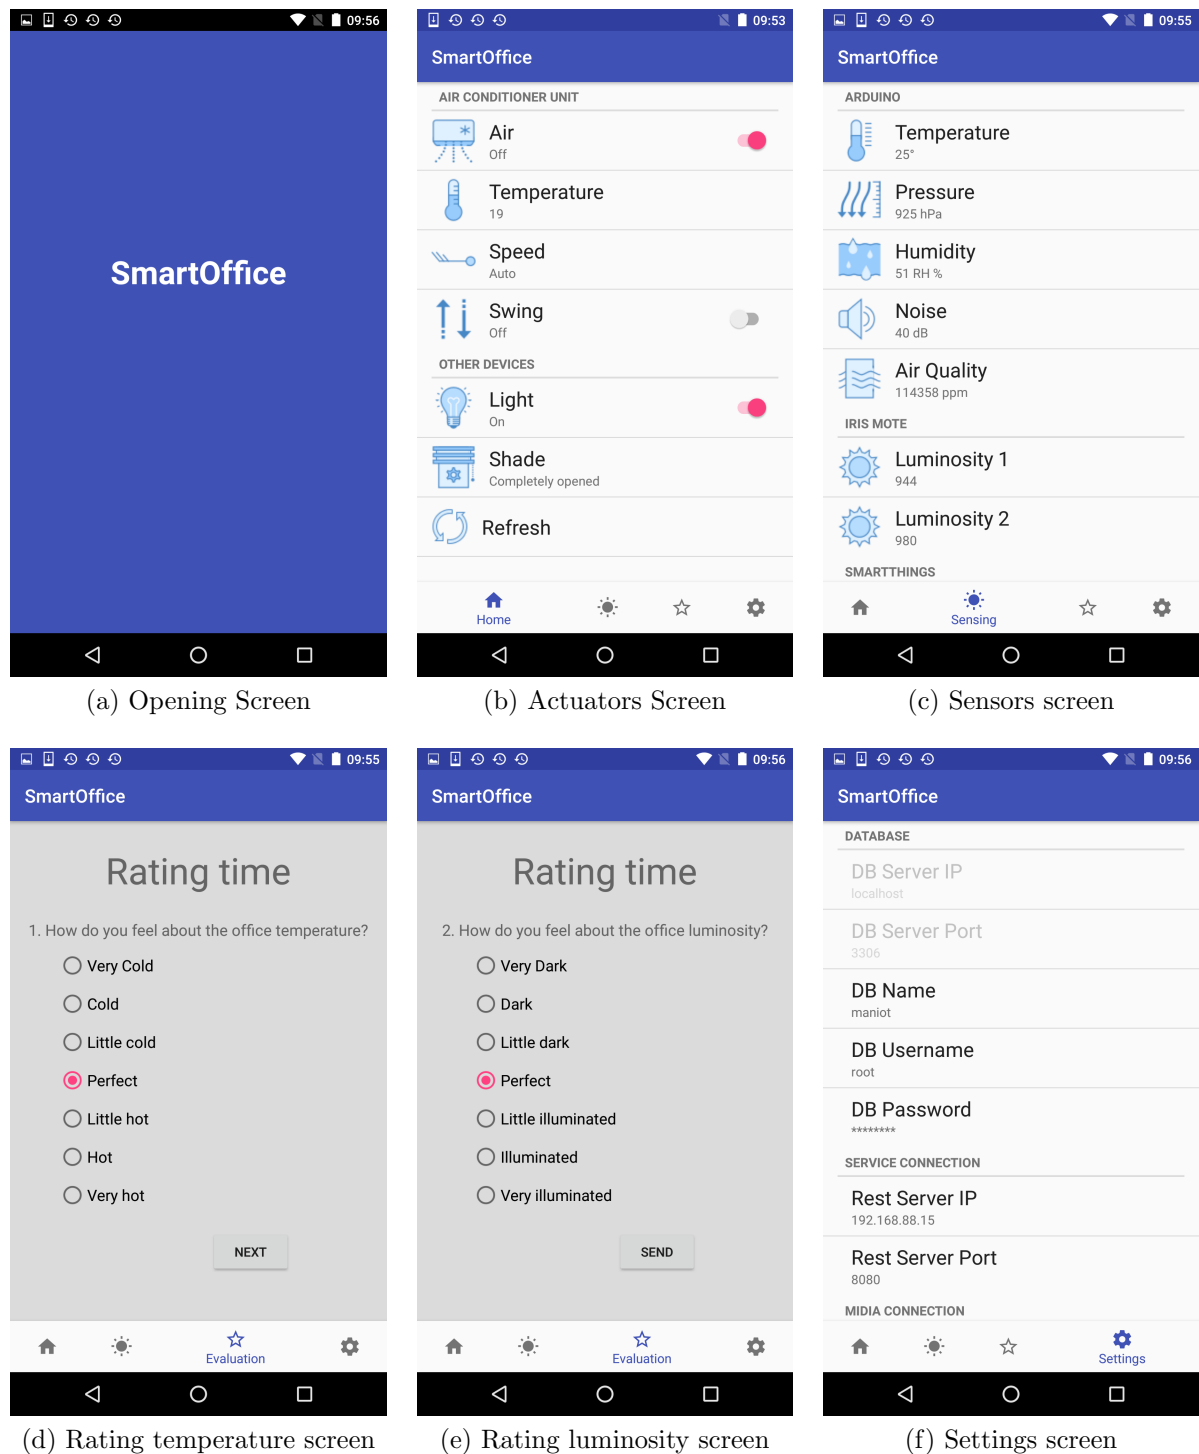 09:56
SmartOffice
(a) Opening Screen
09:53
SmartOffice
AIR CONDITIONER UNIT
Air
Off
Temperature
19
Speed
Auto
Swing
Off
OTHER DEVICES
Light
On
Shade
Completely opened
Refresh
Home
(b) Actuators Screen
09:55
SmartOffice
ARDUINO
Temperature
25°
Pressure
925 hPa
Humidity
51 RH %
Noise
40 dB
Air Quality
114358 ppm
IRIS MOTE
Luminosity 1
944
Luminosity 2
980
SMARTTHINGS
Sensing
(c) Sensors screen
09:55
SmartOffice
Rating time
1. How do you feel about the office temperature?
Very Cold
Cold
Little cold
Perfect
Little hot
Hot
Very hot
NEXT
Evaluation
(d) Rating temperature screen
09:56
SmartOffice
Rating time
2. How do you feel about the office luminosity?
Very Dark
Dark
Little dark
Perfect
Little illuminated
Illuminated
Very illuminated
SEND
Evaluation
(e) Rating luminosity screen
09:56
SmartOffice
DATABASE
DB Server IP
localhost
DB Server Port
3306
DB Name
maniot
DB Username
root
DB Password
********
SERVICE CONNECTION
Rest Server IP
192.168.88.15
Rest Server Port
8080
MIDIA CONNECTION
Settings
(f) Settings screen